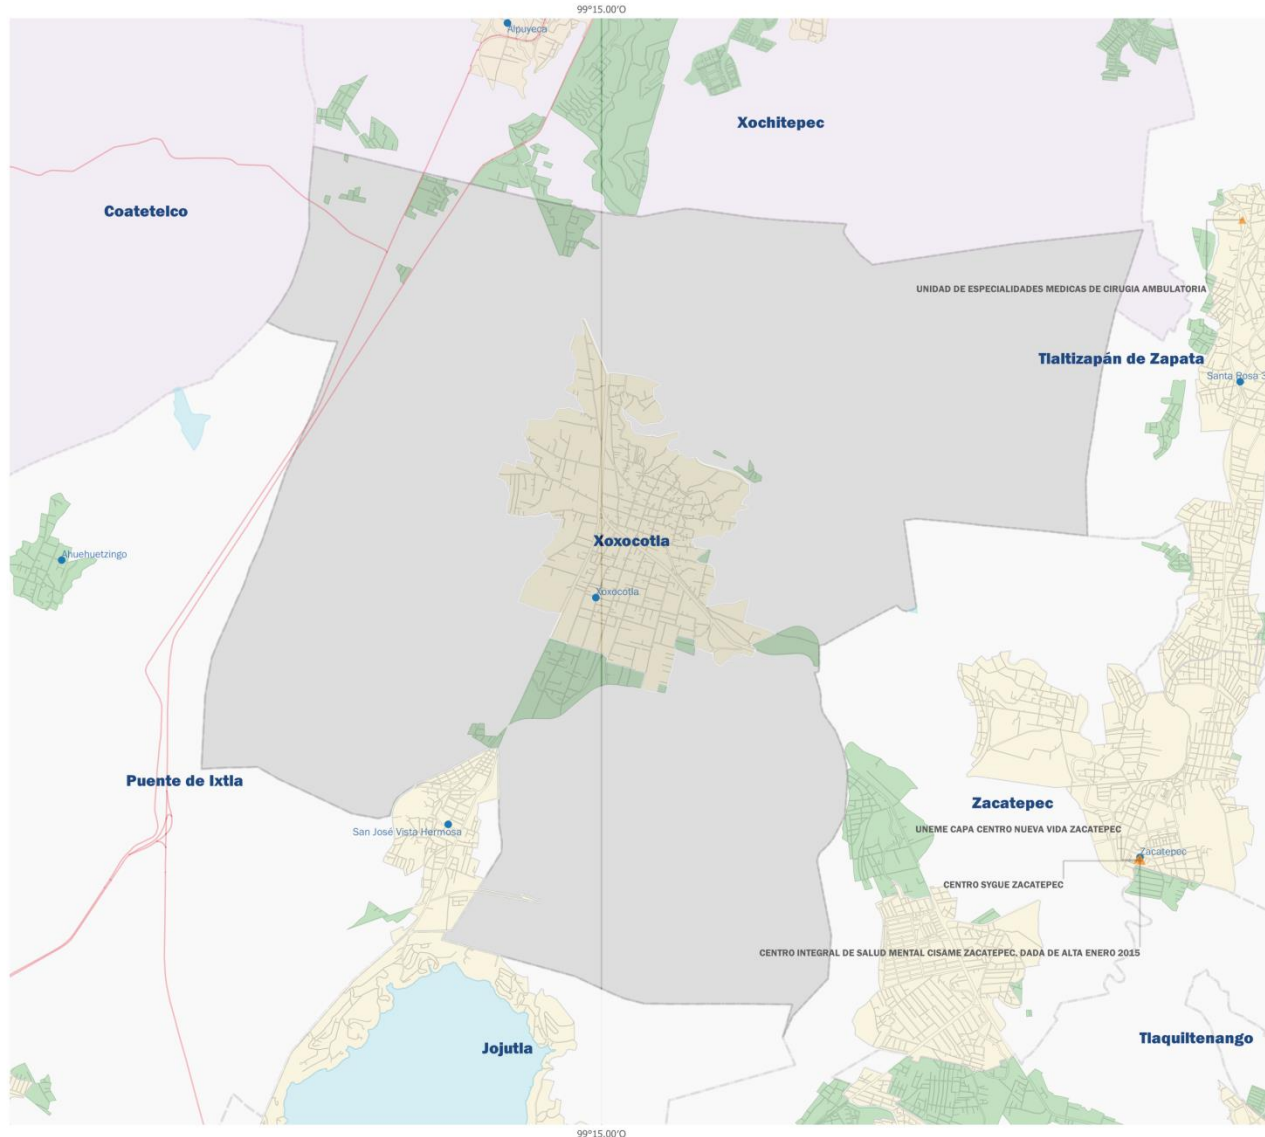 99°15.00'O
Alpuyeca
Xochitepec
Coatetelco
UNIDAD DE ESPECIALIDADES MEDICAS DE CIRUGIA AMBULATORIA
Tlaltizapán de Zapata
Santa Rosa 3
Xoxocotla
Ahuehuetzingo
Xoxocotla
Puente de Ixtla
Zacatepec
San José Vista Hermosa
UNEME CAPA CENTRO NUEVA VIDA ZACATEPEC
Zacatepec
CENTRO SYGUE ZACATEPEC
CENTRO INTEGRAL DE SALUD MENTAL CISAME ZACATEPEC. DADA DE ALTA ENERO 2015
Jojutla
Tlaquiltenango
99°15.00'O